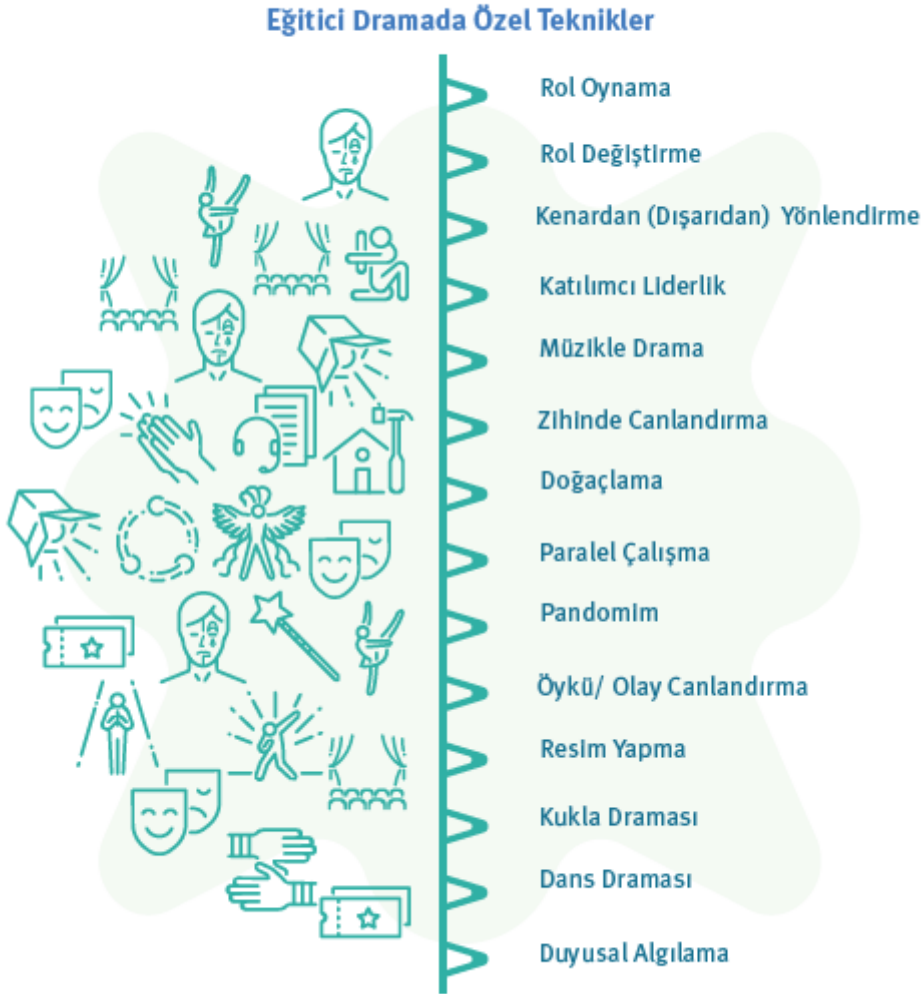 Eğitici Dramada Özel Teknikler
Rol Oynama
Rol Değiştirme
Kenardan (Dışarıdan) Yönlendirme
Katılımcı Liderlik
Müzikle Drama
Zihinde Canlandırma
Doğaçlama
Paralel Çalışma
Pandomim
Öykü/ Olay Canlandırma
Resim Yapma
Kukla Draması
Dans Draması
Duyusal Algılama